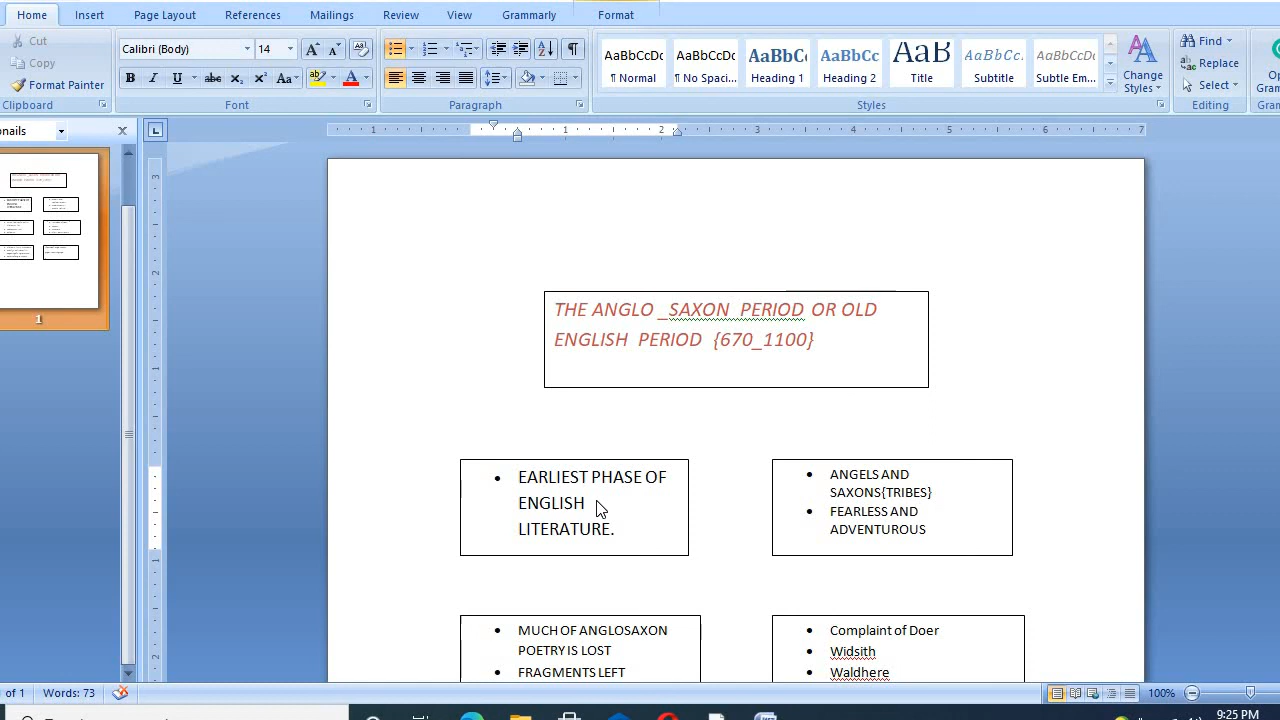 Home Insert Page Layout References Mailings Review View Grammarly Format
Cut
Copy
Format Painter
Clipboard
Calibri (Body) 14
Font
Paragraph
AaBbCcDc AaBbCcDc AaBbCc AaBbCc AaB AaBbCcDc AaBbCcDc
¶ Normal ¶ No Spaci... Heading 1 Heading 2 Title Subtitle Subtle Em...
Change
Styles
Styles
Find
Replace
Select
Editing
nails
1
THE ANGLO _SAXON PERIOD OR OLD
ENGLISH PERIOD {670_1100}
• EARLIEST PHASE OF
ENGLISH
LITERATURE.
• ANGELS AND
SAXONS{TRIBES}
• FEARLESS AND
ADVENTUROUS
• MUCH OF ANGLOSAXON
POETRY IS LOST
• FRAGMENTS LEFT
• Complaint of Doer
• Widsith
• Waldhere
of 1 Words: 73 100%
9:25 PM